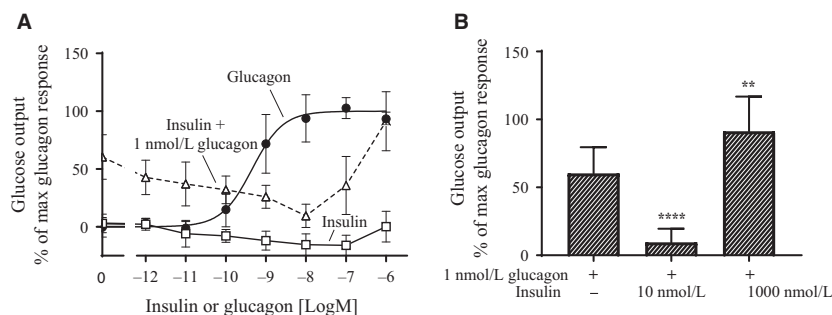 A
Glucose output
% of max glucagon response
150
100
50
0
Glucagon
Insulin +
1 nmol/L glucagon
Insulin
0 –12 –11 –10 –9 –8 –7 –6
Insulin or glucagon [LogM]
B
Glucose output
% of max glucagon response
150
100
50
0
**
****
1 nmol/L glucagon + + +
Insulin – 10 nmol/L 1000 nmol/L